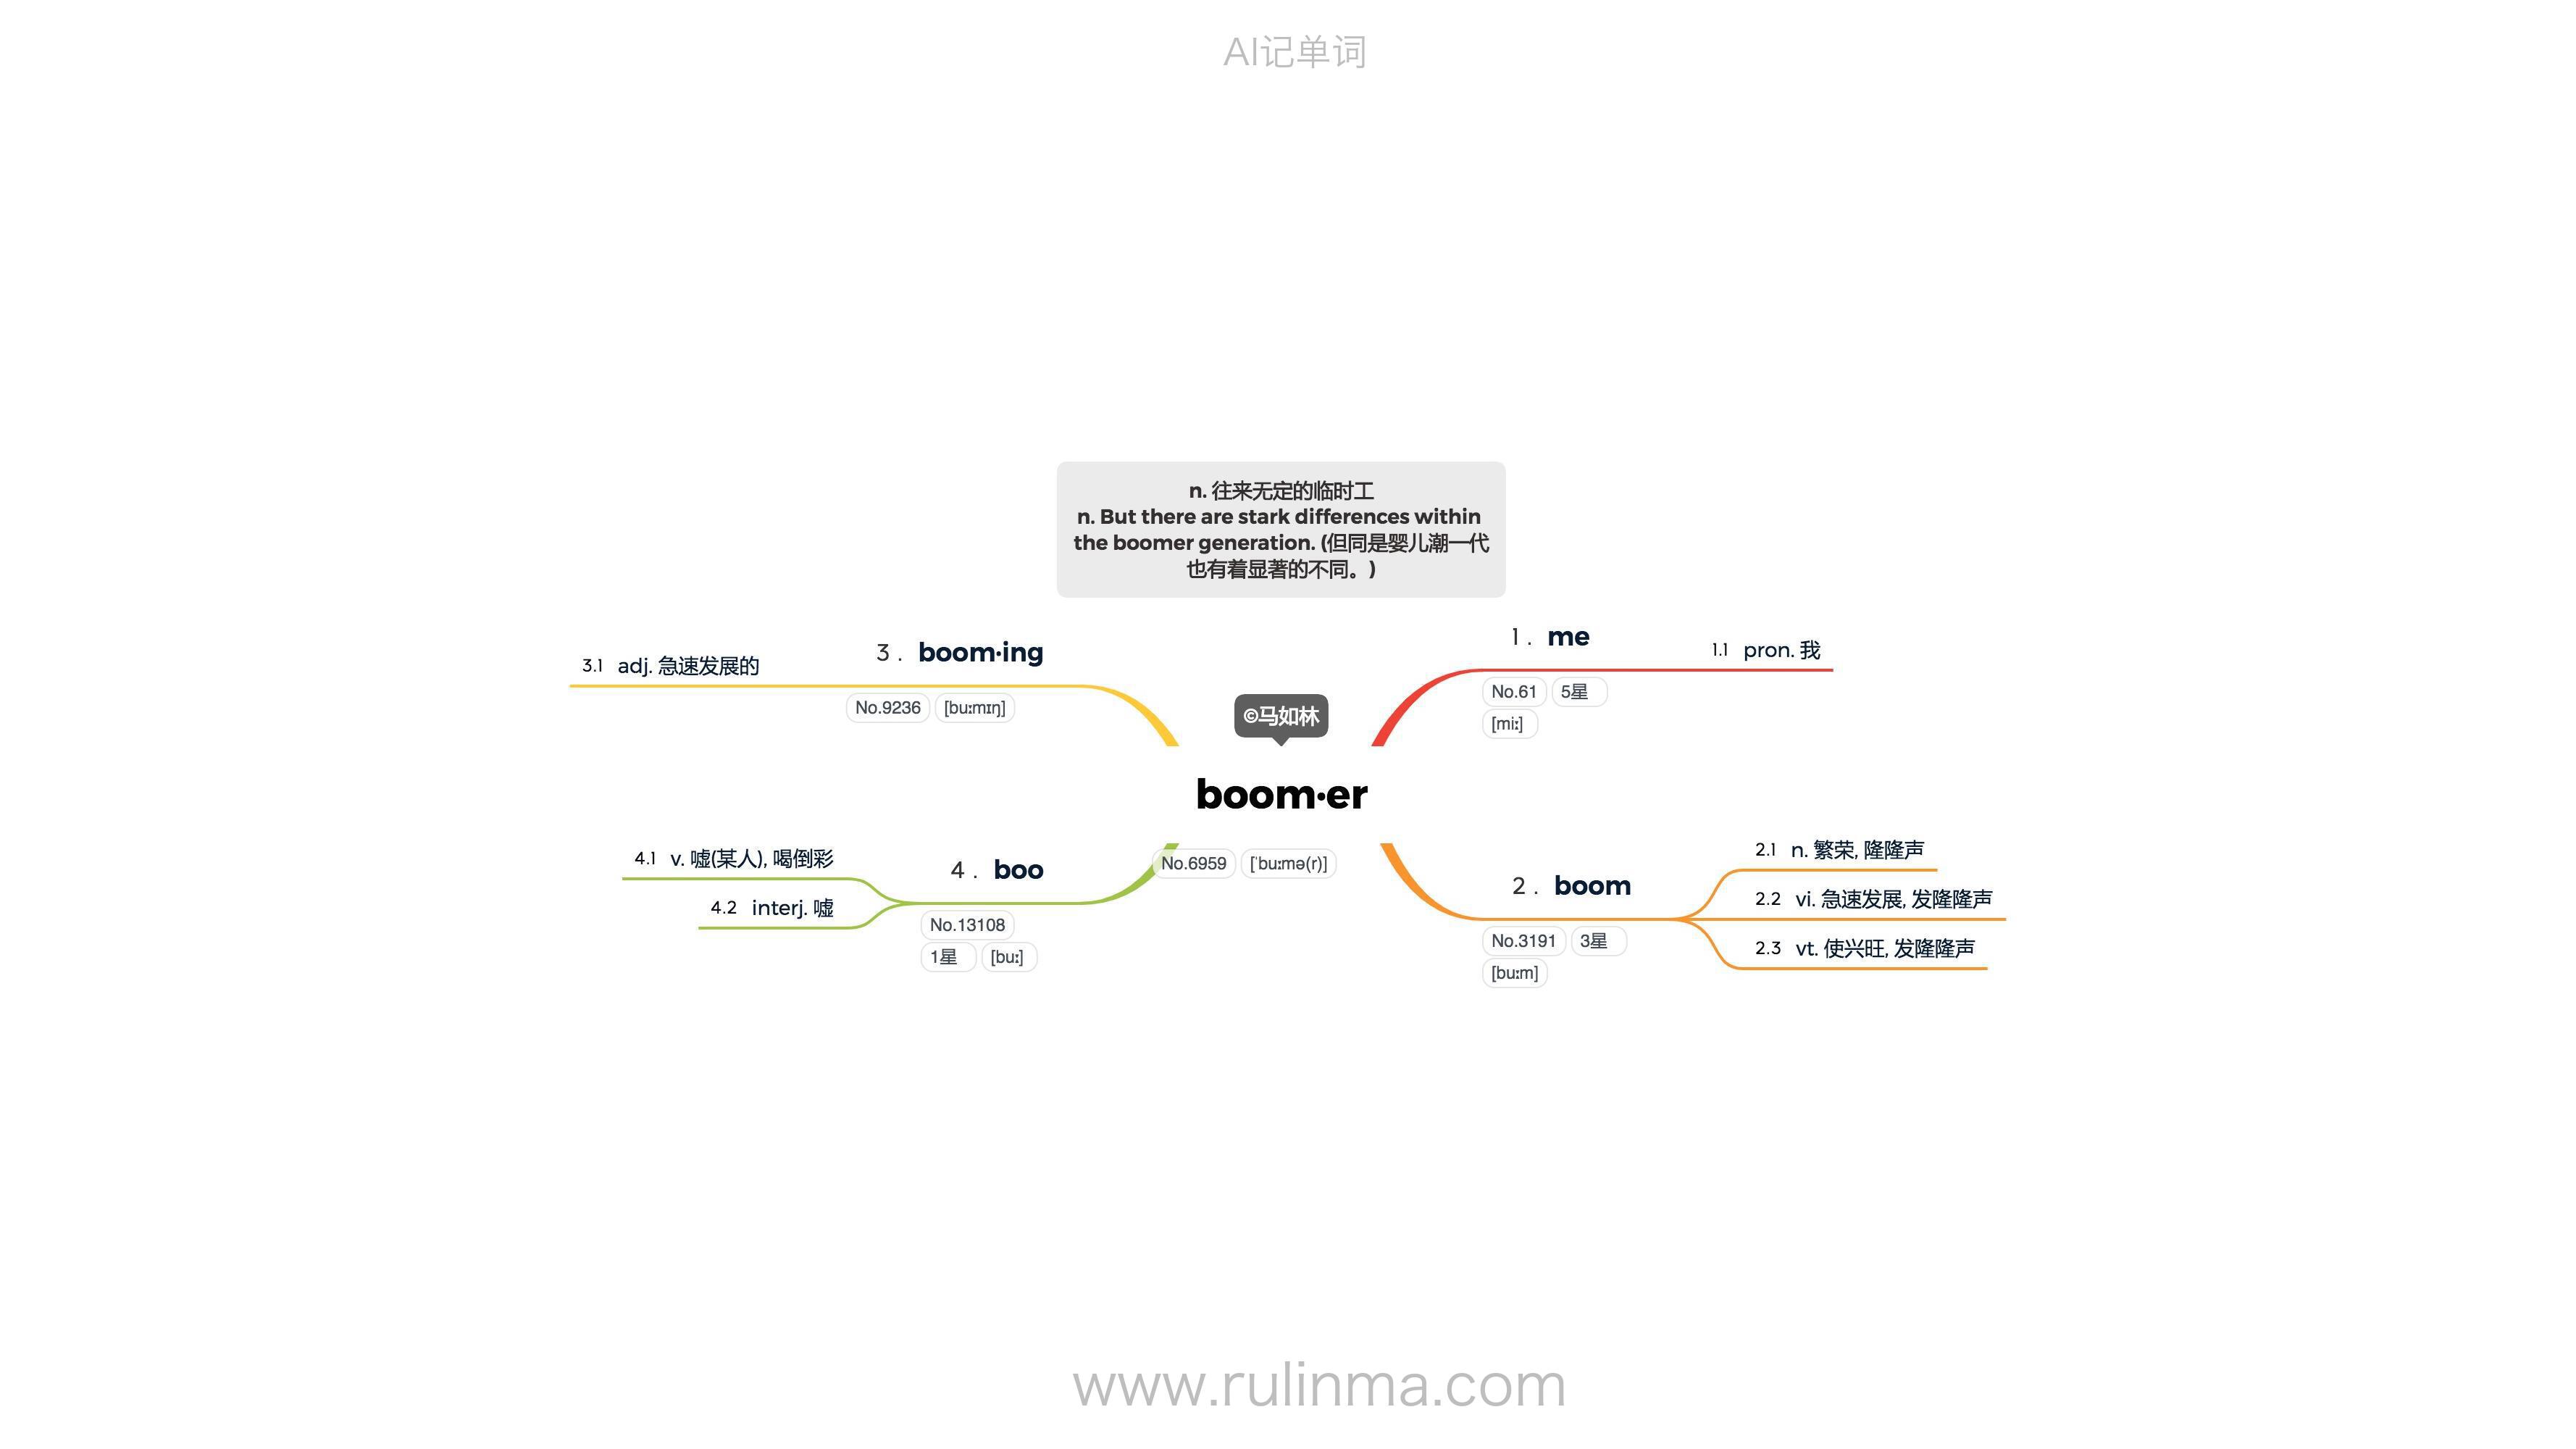 AI记单词
n. 往来无定的临时工
n. But there are stark differences within
the boomer generation. (但同是婴儿潮一代
也有着显著的不同。)
©马如林
boom·er
No.6959 [ˈbuːmə(r)]
1 . me
No.61 5星
[miː]
1.1 pron. 我
2 . boom
No.3191 3星
[buːm]
2.1 n. 繁荣, 隆隆声
2.2 vi. 急速发展, 发隆隆声
2.3 vt. 使兴旺, 发隆隆声
3 . boom·ing
No.9236 [buːmɪŋ]
3.1 adj. 急速发展的
4 . boo
No.13108
1星 [buː]
4.1 v. 嘘(某人), 喝倒彩
4.2 interj. 嘘
www.rulinma.com